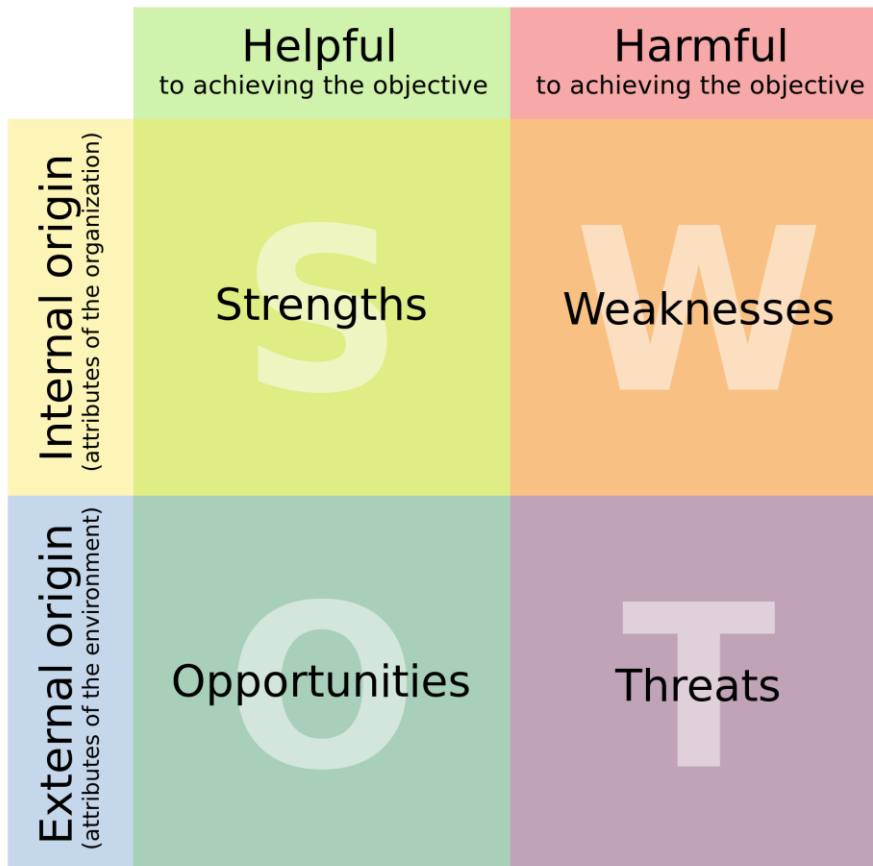 Helpful
to achieving the objective
Harmful
to achieving the objective
Internal origin
(attributes of the organization)
S
Strengths
W
Weaknesses
External origin
(attributes of the environment)
O
Opportunities
T
Threats